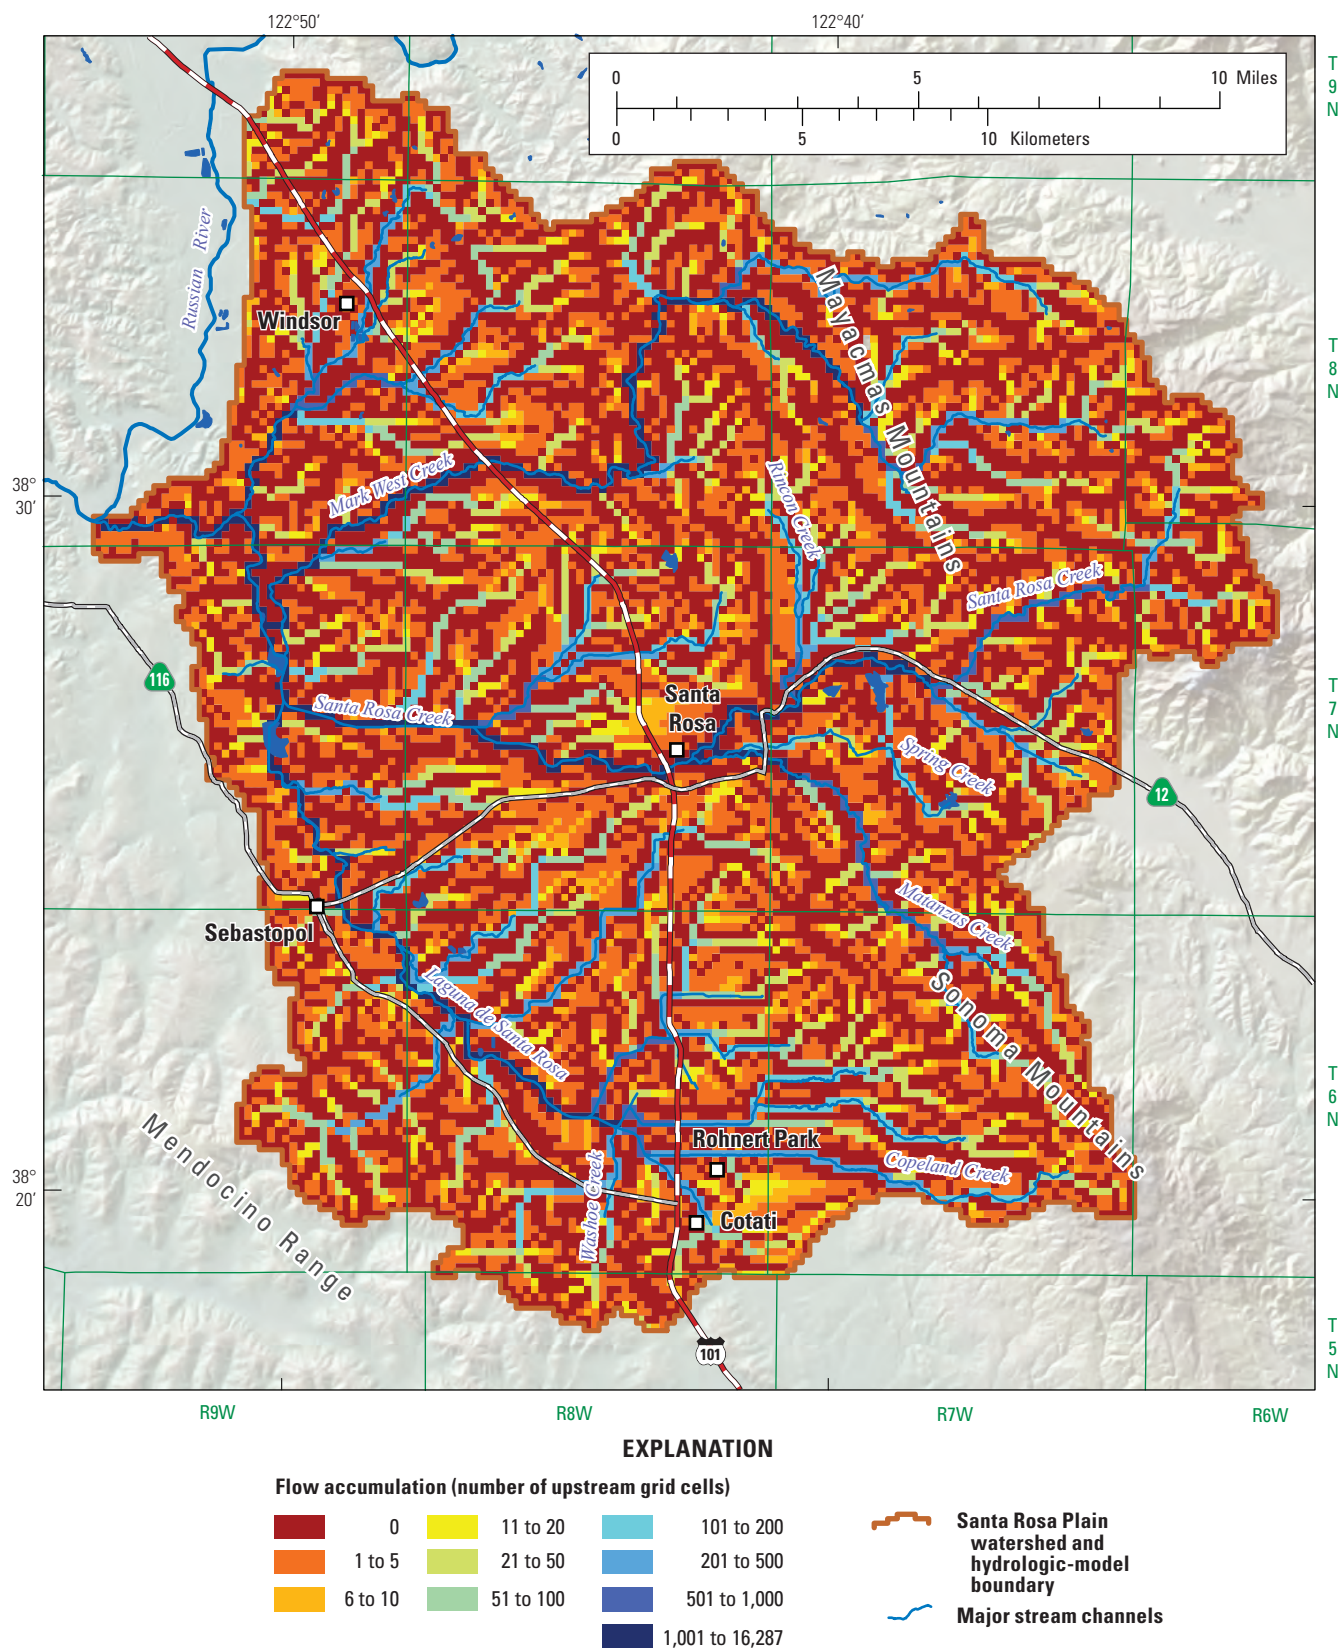 122°50'
122°40'
0 5 10 Miles
0 5 10 Kilometers
T
9
N
T
8
N
T
7
N
T
6
N
T
5
N
38°
30'
38°
20'
Russian River
Windsor
Mayacmas Mountains
Mark West Creek
Rincon Creek
Santa Rosa Creek
116
Santa
Rosa
Santa Rosa Creek
Spring Creek
12
Matanzas Creek
Sebastopol
Laguna de Santa Rosa
Sonoma Mountains
Mendocino Range
Rohnert Park
Copeland Creek
Washoe Creek
Cotati
101
R9W
R8W
R7W
R6W
EXPLANATION
Flow accumulation (number of upstream grid cells)
0
1 to 5
6 to 10
11 to 20
21 to 50
51 to 100
101 to 200
201 to 500
501 to 1,000
1,001 to 16,287
Santa Rosa Plain
watershed and
hydrologic-model
boundary
Major stream channels